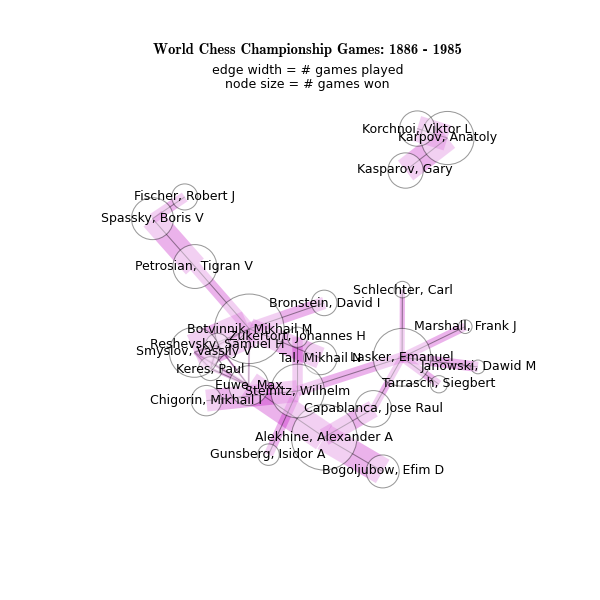 World Chess Championship Games: 1886 - 1985
edge width = # games played
node size = # games won
Korchnoi, Viktor L
Karpov, Anatoly
Kasparov, Gary
Fischer, Robert J
Spassky, Boris V
Petrosian, Tigran V
Schlechter, Carl
Bronstein, David I
Marshall, Frank J
Botvinnik, Mikhail M
Zukertort, Johannes H
Reshevsky, Samuel H
Smyslov, Vassily V
Tal, Mikhail N
Lasker, Emanuel
Janowski, Dawid M
Keres, Paul
Euwe, Max
Tarrasch, Siegbert
Steinitz, Wilhelm
Chigorin, Mikhail I
Capablanca, Jose Raul
Alekhine, Alexander A
Gunsberg, Isidor A
Bogoljubow, Efim D